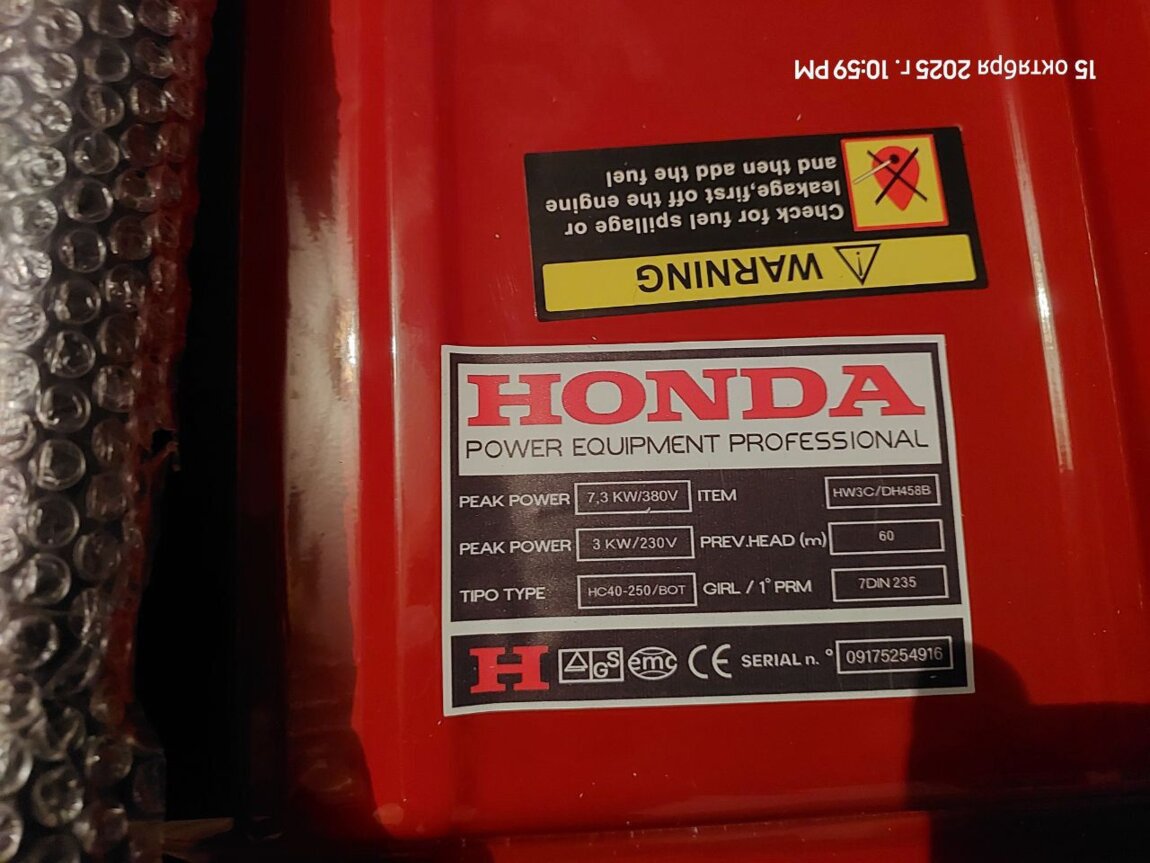 15 октября 2025 г. 10:59 PM
WARNING
Check for fuel spillage or
leakage,first off the engine
and then add the fuel
HONDA
POWER EQUIPMENT PROFESSIONAL
PEAK POWER 7,3 KW/380V ITEM HW3C/DH458B
PEAK POWER 3 KW/230V PREV.HEAD (m) 60
TIPO TYPE HC40-250/BOT GIRL / 1° PRM 7DIN 235
H GS emc CE SERIAL n. ° 09175254916